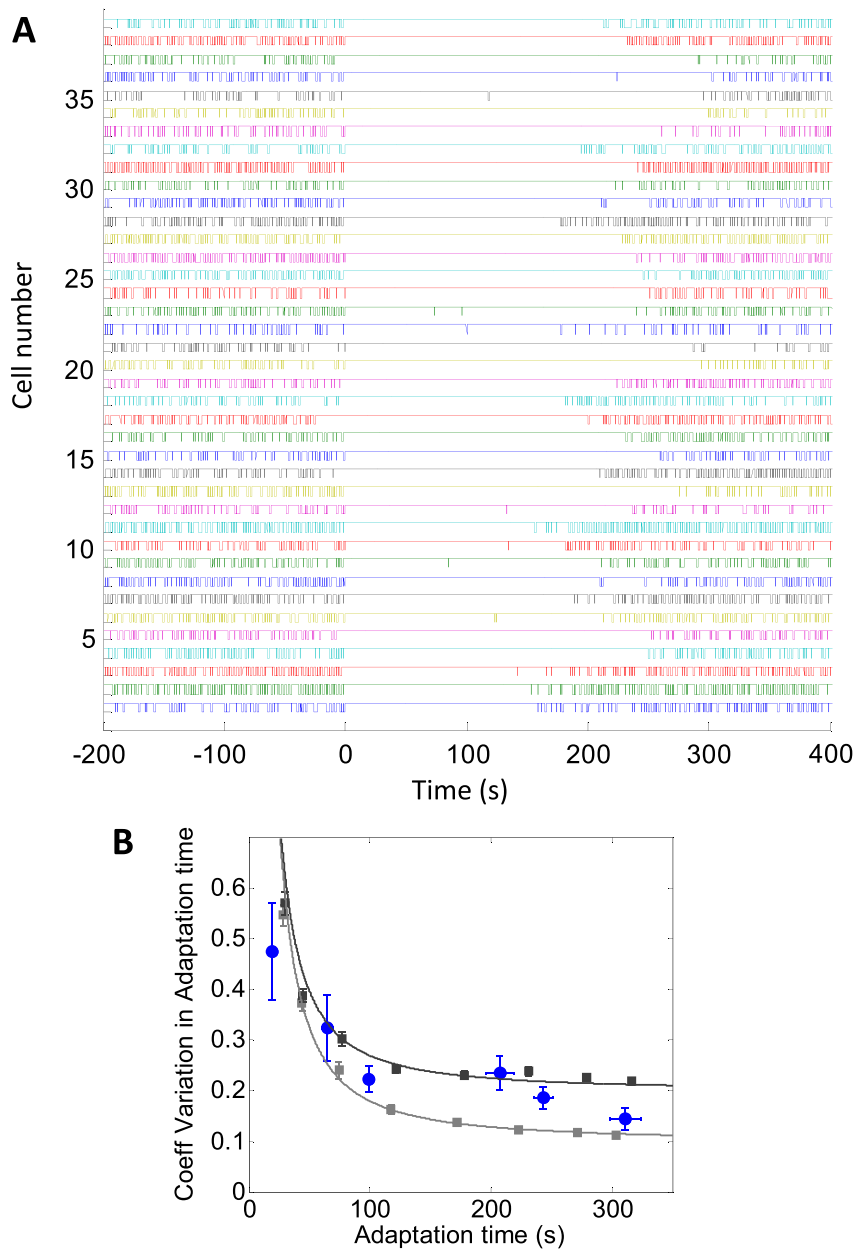 A
35
30
25
20
15
10
5
Cell number
-200 -100 0 100 200 300 400
Time (s)
B
0.6
0.5
0.4
0.3
0.2
0.1
0
Coeff Variation in Adaptation time
0 100 200 300
Adaptation time (s)